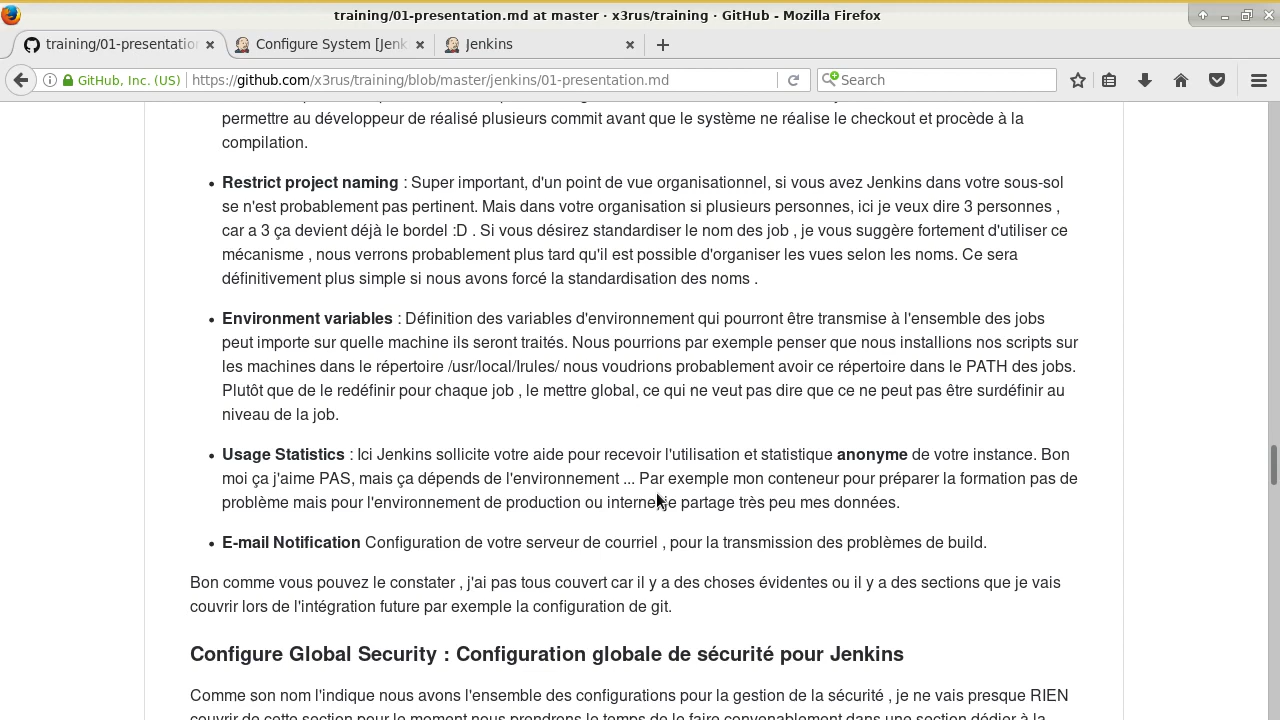 training/01-presentation.md at master · x3rus/training · GitHub - Mozilla Firefox
training/01-presentatio
Configure System [Jenk
Jenkins
GitHub, Inc. (US)
https://github.com/x3rus/training/blob/master/jenkins/01-presentation.md
Search
permettre au développeur de réalisé plusieurs commit avant que le système ne réalise le checkout et procède à la
compilation.
• Restrict project naming : Super important, d'un point de vue organisationnel, si vous avez Jenkins dans votre sous-sol
se n'est probablement pas pertinent. Mais dans votre organisation si plusieurs personnes, ici je veux dire 3 personnes ,
car a 3 ça devient déjà le bordel :D . Si vous désirez standardiser le nom des job , je vous suggère fortement d'utiliser ce
mécanisme , nous verrons probablement plus tard qu'il est possible d'organiser les vues selon les noms. Ce sera
définitivement plus simple si nous avons forcé la standardisation des noms .
• Environment variables : Définition des variables d'environnement qui pourront être transmise à l'ensemble des jobs
peut importe sur quelle machine ils seront traités. Nous pourrions par exemple penser que nous installions nos scripts sur
les machines dans le répertoire /usr/local/lrules/ nous voudrions probablement avoir ce répertoire dans le PATH des jobs.
Plutôt que de le redéfinir pour chaque job , le mettre global, ce qui ne veut pas dire que ce ne peut pas être surdéfinir au
niveau de la job.
• Usage Statistics : Ici Jenkins sollicite votre aide pour recevoir l'utilisation et statistique anonyme de votre instance. Bon
moi ça j'aime PAS, mais ça dépends de l'environnement ... Par exemple mon conteneur pour préparer la formation pas de
problème mais pour l'environnement de production ou interne je partage très peu mes données.
• E-mail Notification Configuration de votre serveur de courriel , pour la transmission des problèmes de build.
Bon comme vous pouvez le constater , j'ai pas tous couvert car il y a des choses évidentes ou il y a des sections que je vais
couvrir lors de l'intégration future par exemple la configuration de git.
Configure Global Security : Configuration globale de sécurité pour Jenkins
Comme son nom l'indique nous avons l'ensemble des configurations pour la gestion de la sécurité , je ne vais presque RIEN
couvrir de cette section pour le moment nous prendrons le temps de le faire convenablement dans une section dédier à la